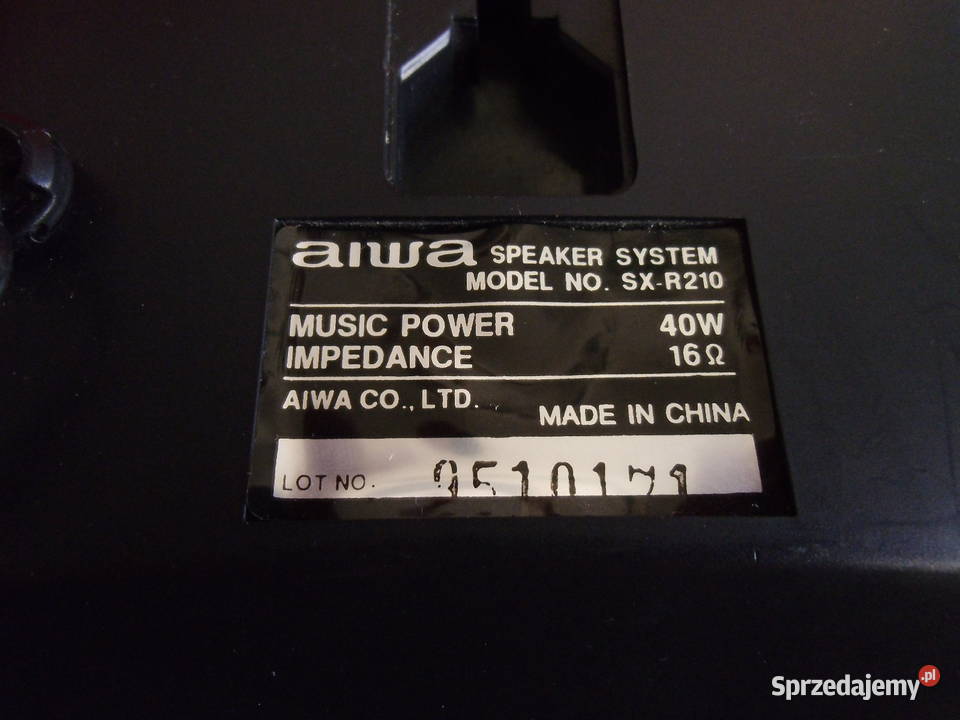 aiwa SPEAKER SYSTEM
MODEL NO. SX-R210
MUSIC POWER 40W
IMPEDANCE 16Ω
AIWA CO., LTD.
MADE IN CHINA
LOT NO. 9510171
Sprzedajemy.pl